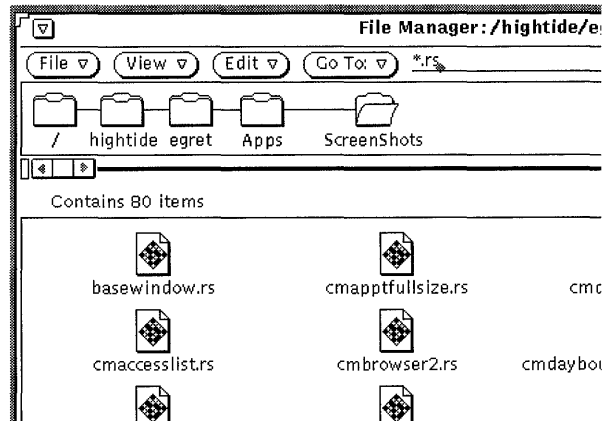 File Manager:/hightide/e
File View Edit Go To: *.rs
/ hightide egret Apps ScreenShots
Contains 80 items
basewindow.rs cmapptfullsize.rs
cmaccesslist.rs cmbrowser2.rs cmdaybou